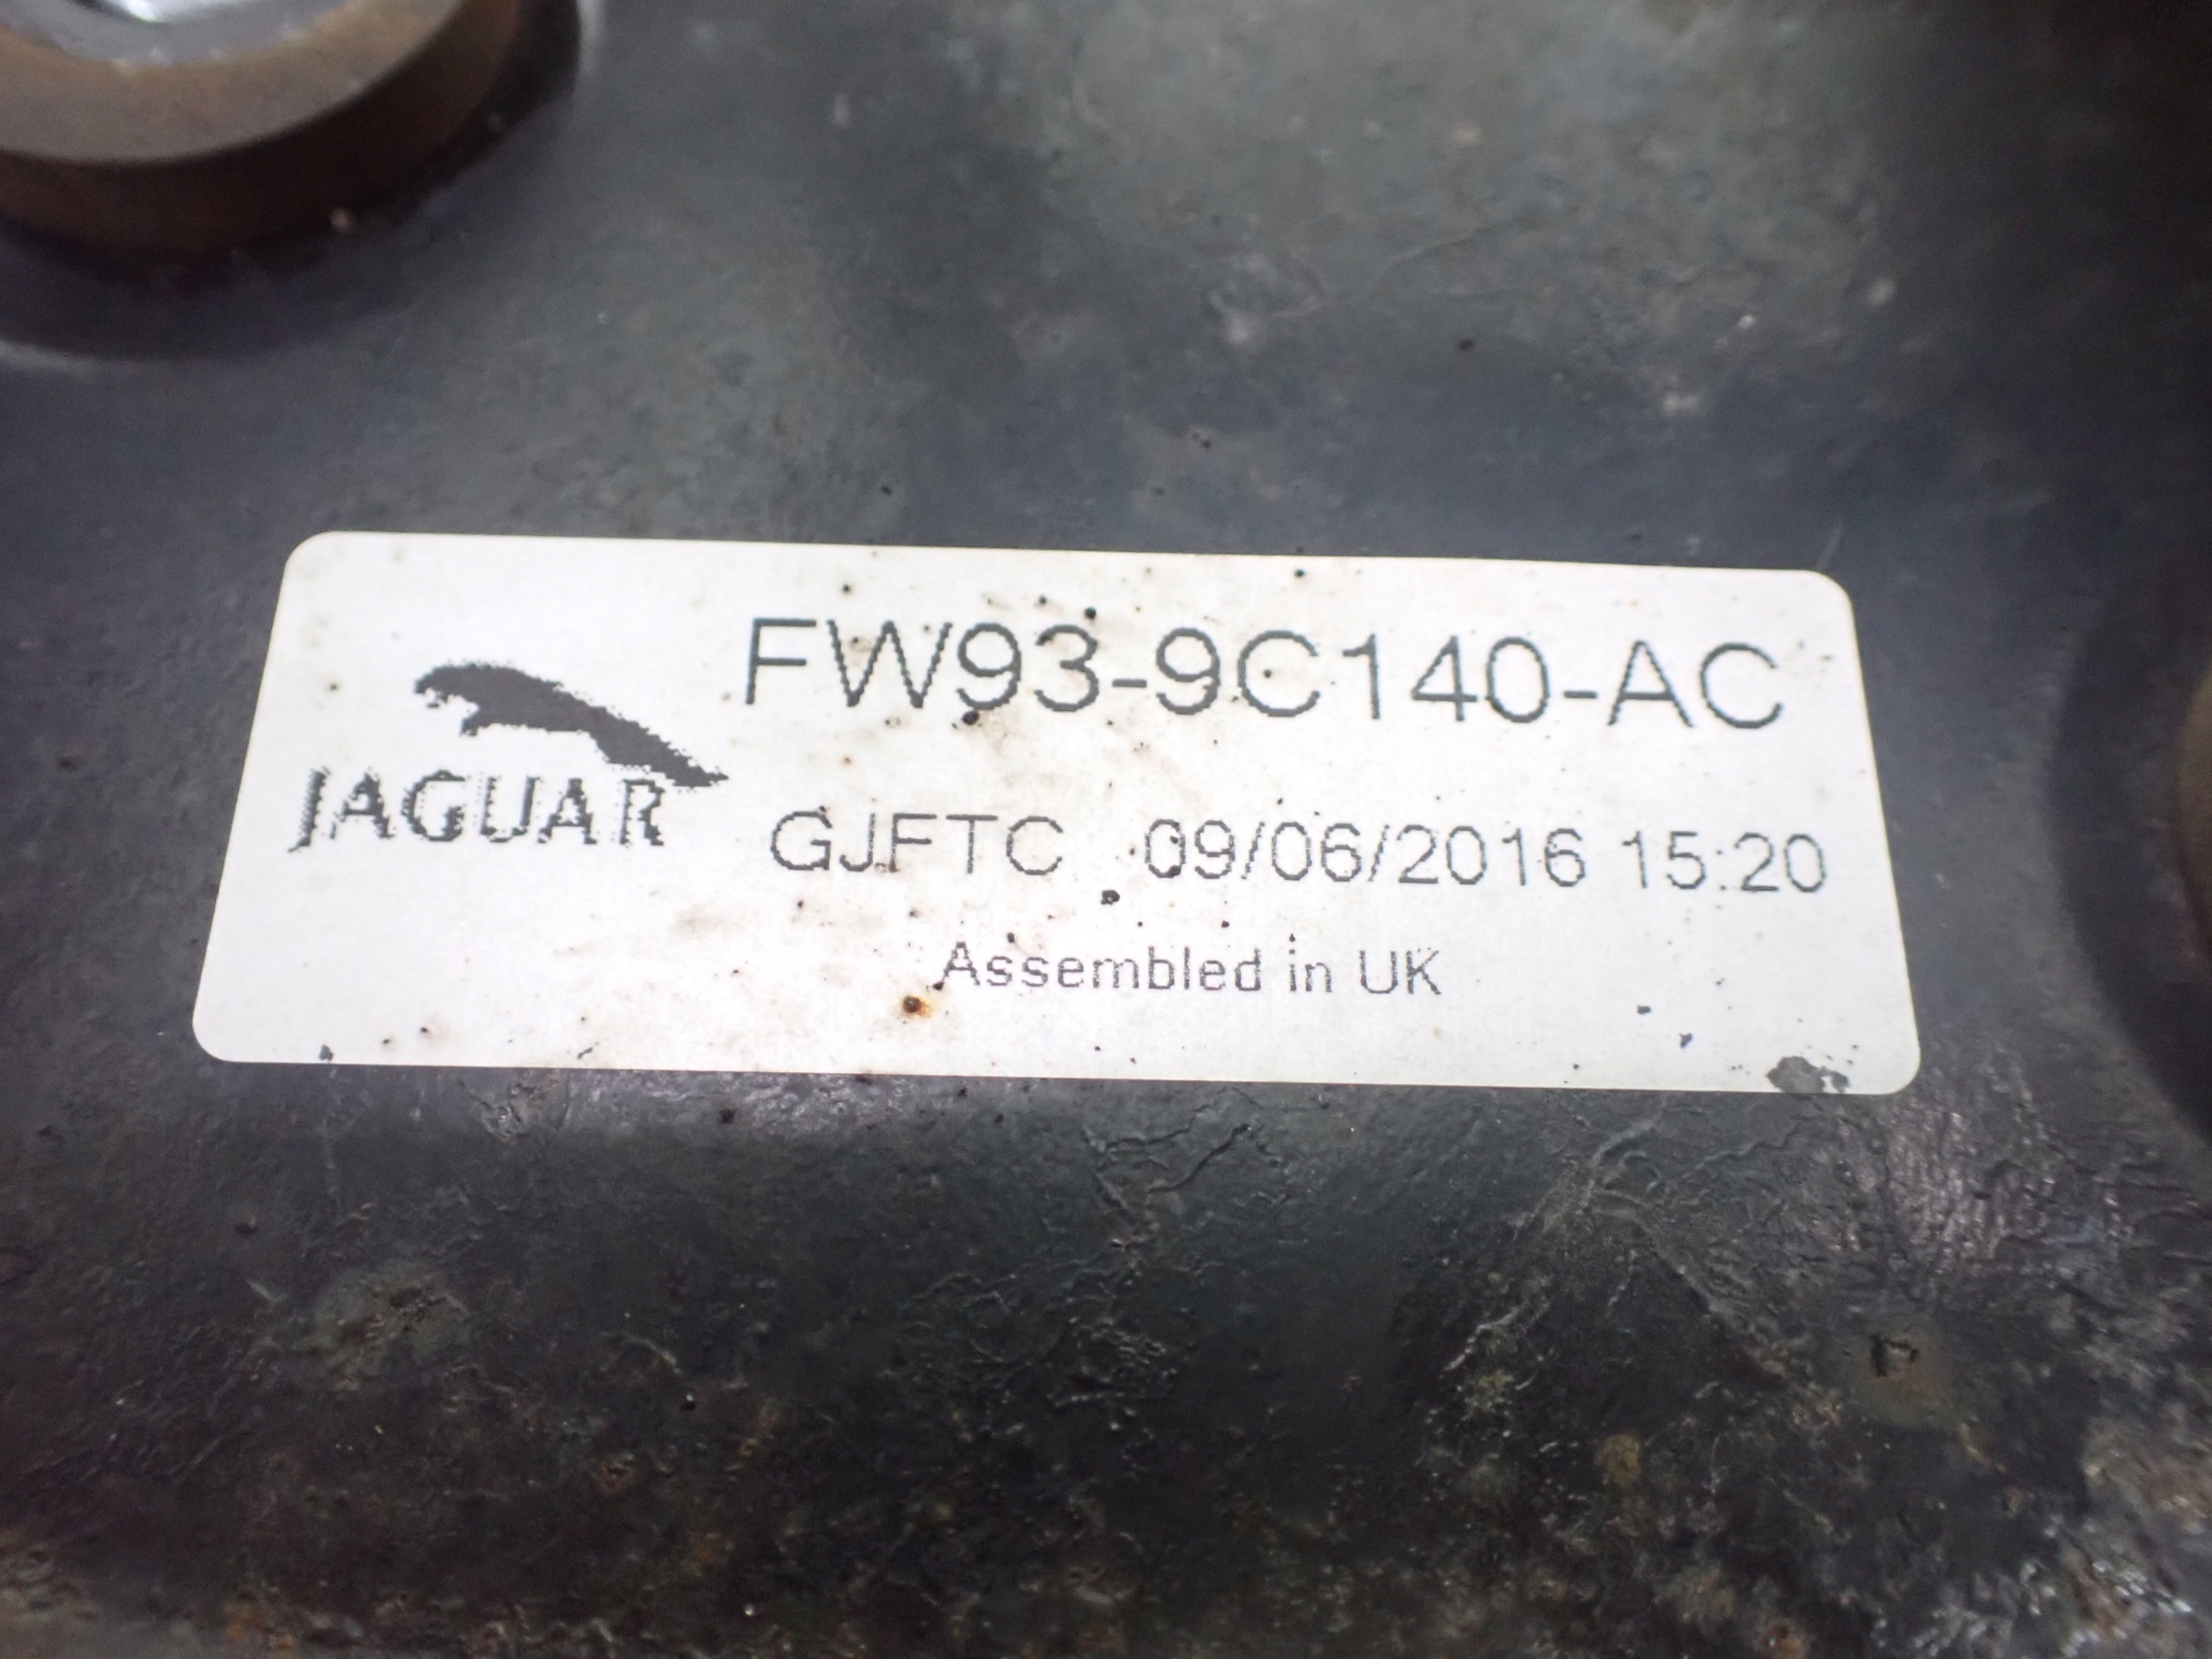 JAGUAR
FW93-9C140-AC
GJFTC 09/06/2016 15:20
Assembled in UK